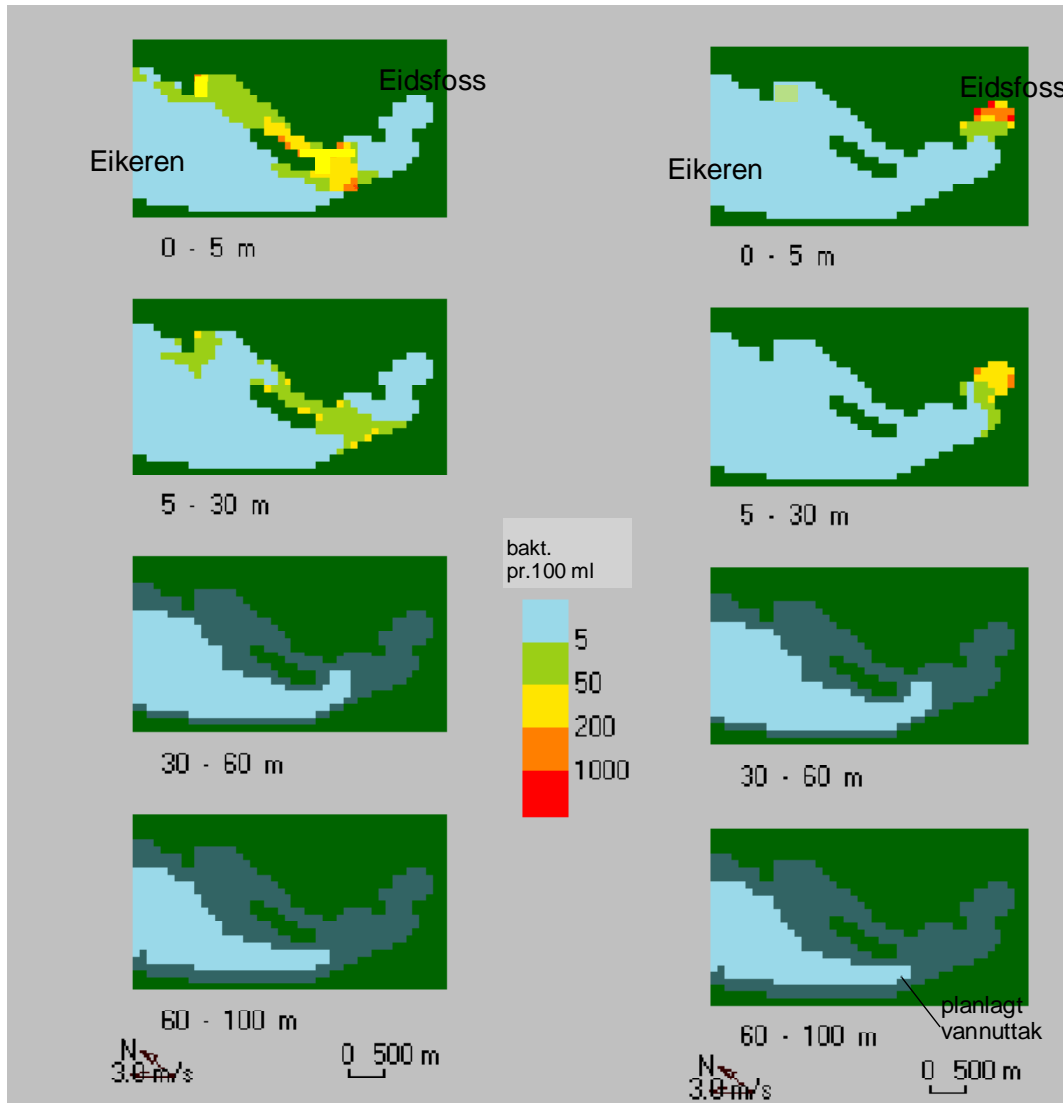 Eidsfoss
Eikeren
0 - 5 m
5 - 30 m
30 - 60 m
60 - 100 m
N
3.0 m/s
0 500 m
bakt.
pr.100 ml
5
50
200
1000
Eidsfoss
Eikeren
0 - 5 m
5 - 30 m
30 - 60 m
planlagt
vannuttak
60 - 100 m
N
3.0 m/s
0 500 m